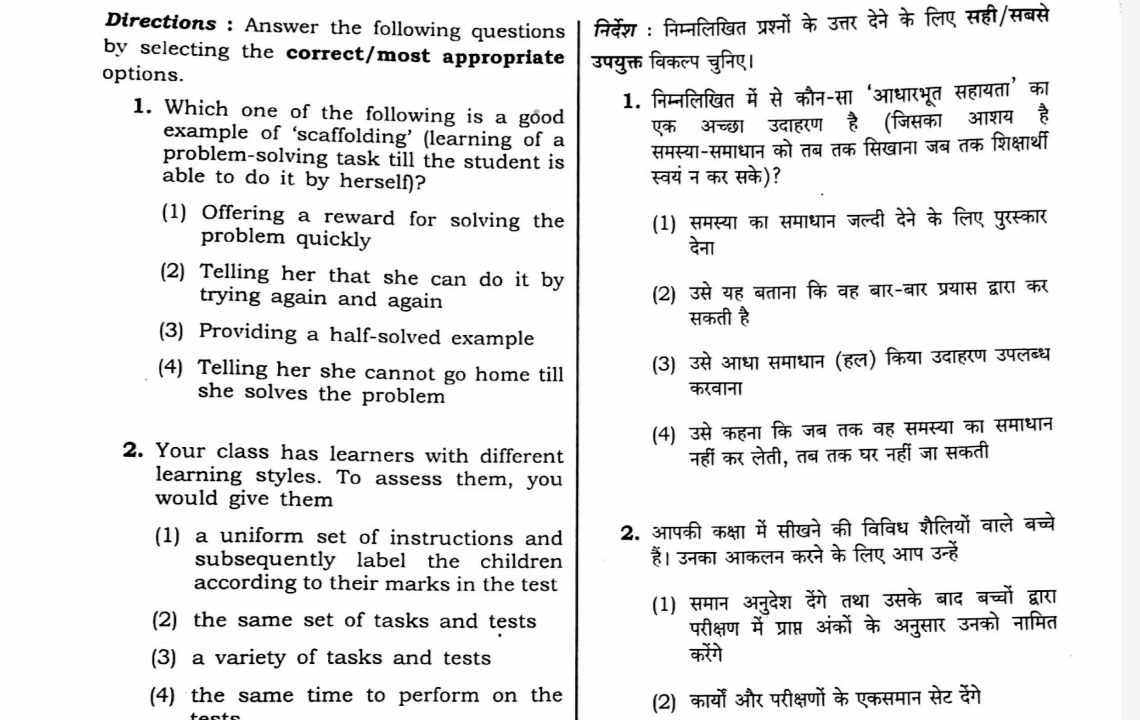 Directions : Answer the following questions
by selecting the correct/most appropriate
options.
1. Which one of the following is a good
example of ‘scaffolding’ (learning of a
problem-solving task till the student is
able to do it by herself)?
(1) Offering a reward for solving the
problem quickly
(2) Telling her that she can do it by
trying again and again
(3) Providing a half-solved example
(4) Telling her she cannot go home till
she solves the problem
2. Your class has learners with different
learning styles. To assess them, you
would give them
(1) a uniform set of instructions and
subsequently label the children
according to their marks in the test
(2) the same set of tasks and tests
(3) a variety of tasks and tests
(4) the same time to perform on the
tests
निर्देश : निम्नलिखित प्रश्नों के उत्तर देने के लिए सही/सबसे
उपयुक्त विकल्प चुनिए।
1. निम्नलिखित में से कौन-सा ‘आधारभूत सहायता’ का
एक अच्छा उदाहरण है (जिसका आशय है
समस्या-समाधान को तब तक सिखाना जब तक शिक्षार्थी
स्वयं न कर सके)?
(1) समस्या का समाधान जल्दी देने के लिए पुरस्कार
देना
(2) उसे यह बताना कि वह बार-बार प्रयास द्वारा कर
सकती है
(3) उसे आधा समाधान (हल) किया उदाहरण उपलब्ध
करवाना
(4) उसे कहना कि जब तक वह समस्या का समाधान
नहीं कर लेती, तब तक घर नहीं जा सकती
2. आपकी कक्षा में सीखने की विविध शैलियों वाले बच्चे
हैं। उनका आकलन करने के लिए आप उन्हें
(1) समान अनुदेश देंगे तथा उसके बाद बच्चों द्वारा
परीक्षण में प्राप्त अंकों के अनुसार उनको नामित
करेंगे
(2) कार्यों और परीक्षणों के एकसमान सेट देंगे